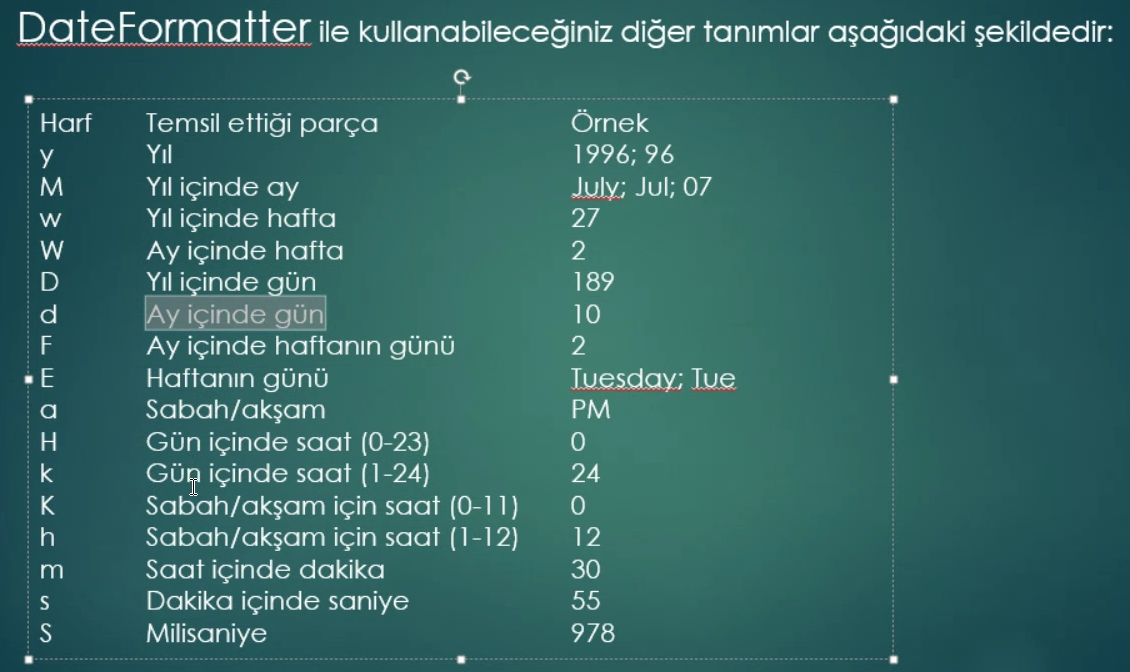 DateFormatter ile kullanabileceğiniz diğer tanımlar aşağıdaki şekildedir:
Harf Temsil ettiği parça Örnek
y Yıl 1996; 96
M Yıl içinde ay July; Jul; 07
w Yıl içinde hafta 27
W Ay içinde hafta 2
D Yıl içinde gün 189
d Ay içinde gün 10
F Ay içinde haftanın günü 2
E Haftanın günü Tuesday; Tue
a Sabah/akşam PM
H Gün içinde saat (0-23) 0
k Gün içinde saat (1-24) 24
K Sabah/akşam için saat (0-11) 0
h Sabah/akşam için saat (1-12) 12
m Saat içinde dakika 30
s Dakika içinde saniye 55
S Milisaniye 978